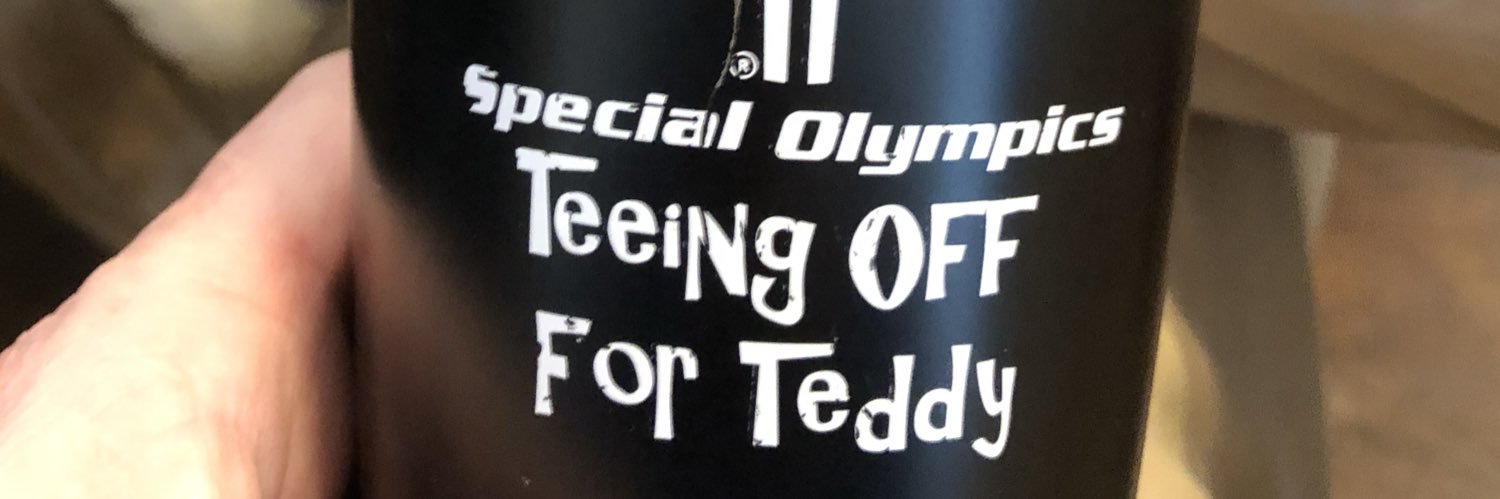 ®
Special Olympics
TeeiNg OFF
For Teddy